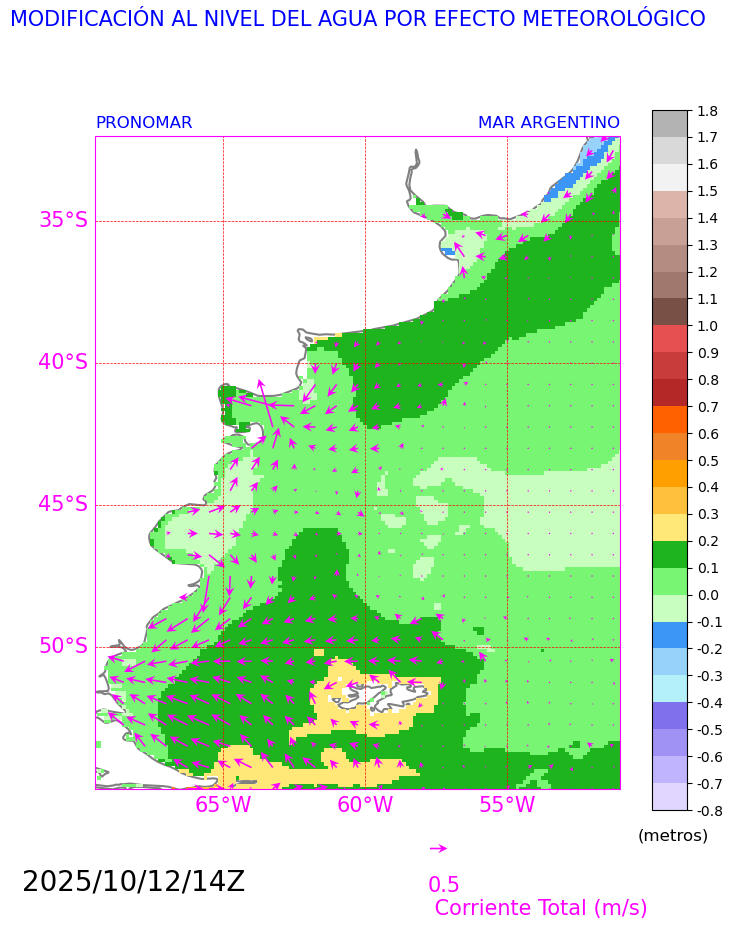 MODIFICACIÓN AL NIVEL DEL AGUA POR EFECTO METEOROLÓGICO
PRONOMAR
MAR ARGENTINO
35°S
40°S
45°S
50°S
65°W
60°W
55°W
1.8
1.7
1.6
1.5
1.4
1.3
1.2
1.1
1.0
0.9
0.8
0.7
0.6
0.5
0.4
0.3
0.2
0.1
0.0
-0.1
-0.2
-0.3
-0.4
-0.5
-0.6
-0.7
-0.8
(metros)
2025/10/12/14Z
0.5
Corriente Total (m/s)